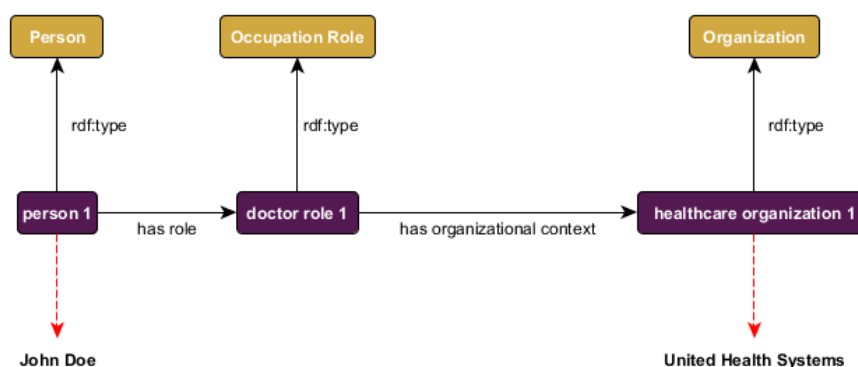 Person
Occupation Role
Organization
rdf:type
rdf:type
rdf:type
person 1
doctor role 1
healthcare organization 1
has role
has organizational context
John Doe
United Health Systems